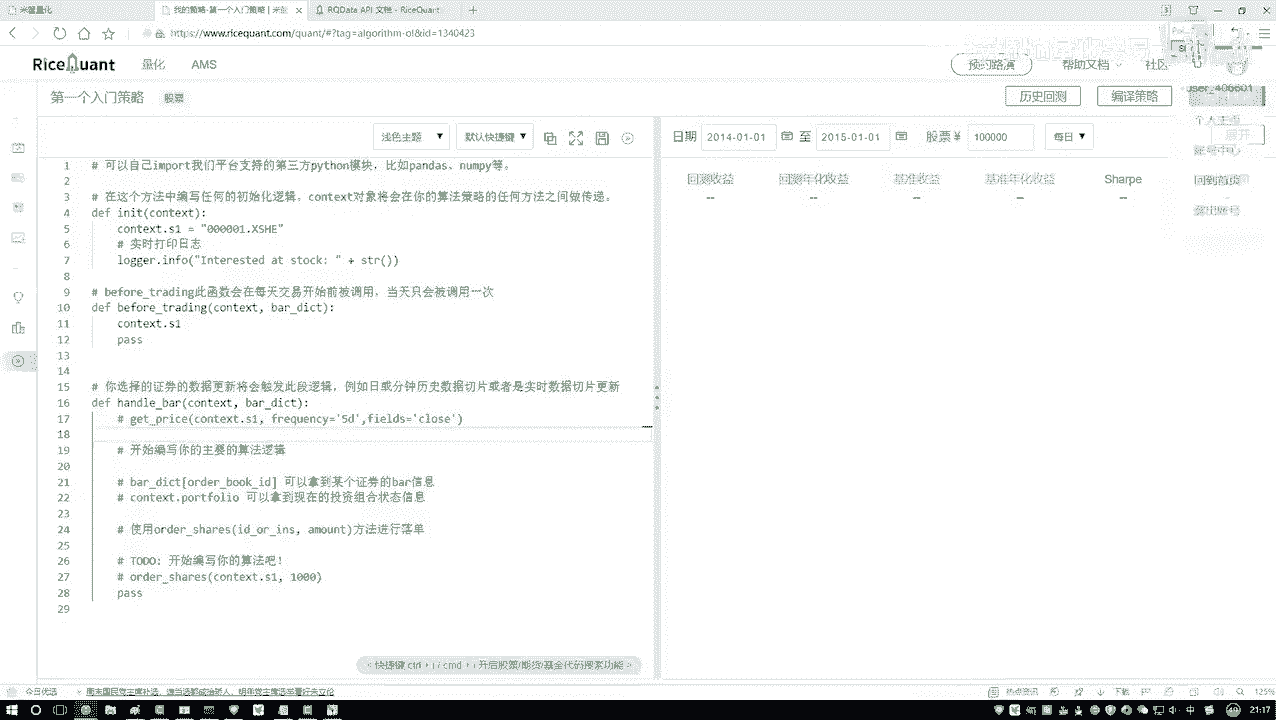 米筐量化
我的策略-第一个入门策略 | 米筐
RQData API 文档 - RiceQuant
https://www.ricequant.com/quant/#?tag=algorithm-ol&id=1340423
RiceQuant
量化
AMS
预约路演
帮助文档
社区
第一个入门策略
股票
历史回测
编译策略
user_406601
浅色主题
默认快捷键
日期
2014-01-01
至
2015-01-01
股票¥
100000
每日
回测收益
回测年化收益
基准收益
基准年化收益
Sharpe
--
--
--
--
--
1 # 可以自己import我们平台支持的第三方python模块，比如pandas、numpy等。
2
3 # 在这个方法中编写任何的初始化逻辑。context对象将会在你的算法策略的任何方法之间做传递。
4 def init(context):
5 context.s1 = "000001.XSHE"
6 # 实时打印日志
7 logger.info("Interested at stock: " + str())
8
9 # before_trading此函数会在每天交易开始前被调用，当天只会被调用一次
10 def before_trading(context, bar_dict):
11 context.s1
12 pass
13
14
15 # 你选择的证券的数据更新将会触发此段逻辑，例如日或分钟历史数据切片或者是实时数据切片更新
16 def handle_bar(context, bar_dict):
17 # get_price(context.s1, frequency='5d',fields='close')
18
19 # 开始编写你的主要的算法逻辑
20
21 # bar_dict[order_book_id] 可以拿到某个证券的bar信息
22 # context.portfolio 可以拿到现在的投资组合状态信息
23
24 # 使用order_shares(id_or_ins, amount)方法进行落单
25
26 # TODO: 开始编写你的算法吧！
27 # order_shares(context.s1, 1000)
28 pass
29
快捷键 ctrl + i / cmd + i 开启股票/期货/基金代码搜索功能
今日优选
125%
21:17